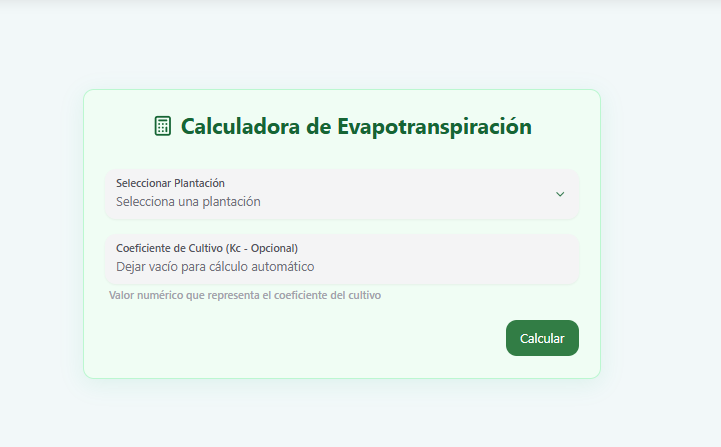 Calculadora de Evapotranspiración
Seleccionar Plantación
Selecciona una plantación
Coeficiente de Cultivo (Kc - Opcional)
Dejar vacío para cálculo automático
Valor numérico que representa el coeficiente del cultivo
Calcular